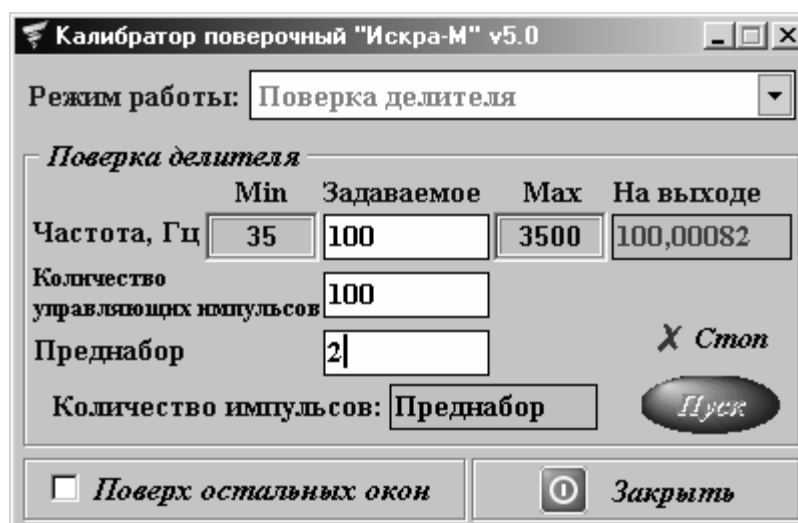 Калибратор поверочный "Искра-М" v5.0
Режим работы: Поверка делителя
Поверка делителя
Min Задаваемое Max На выходе
Частота, Гц 35 100 3500 100,00082
Количество
управляющих импульсов 100
Преднабор 2
Стоп
Количество импульсов: Преднабор Пуск
Поверх остальных окон Закрыть